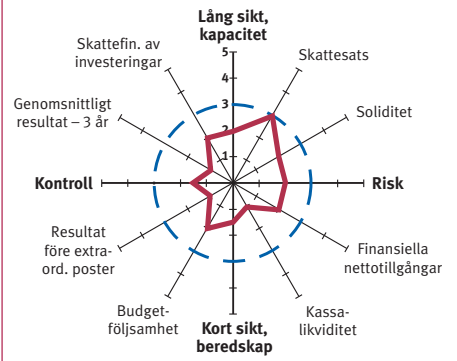 Lång sikt,
kapacitet
Skattefin. av
investeringar
Skattesats
Genomsnittligt
resultat – 3 år
Soliditet
5
4
3
2
1
Kontroll
Risk
Resultat
före extra-
ord. poster
Finansiella
nettotillgångar
Budget-
följsamhet
Kort sikt,
beredskap
Kassa-
likviditet